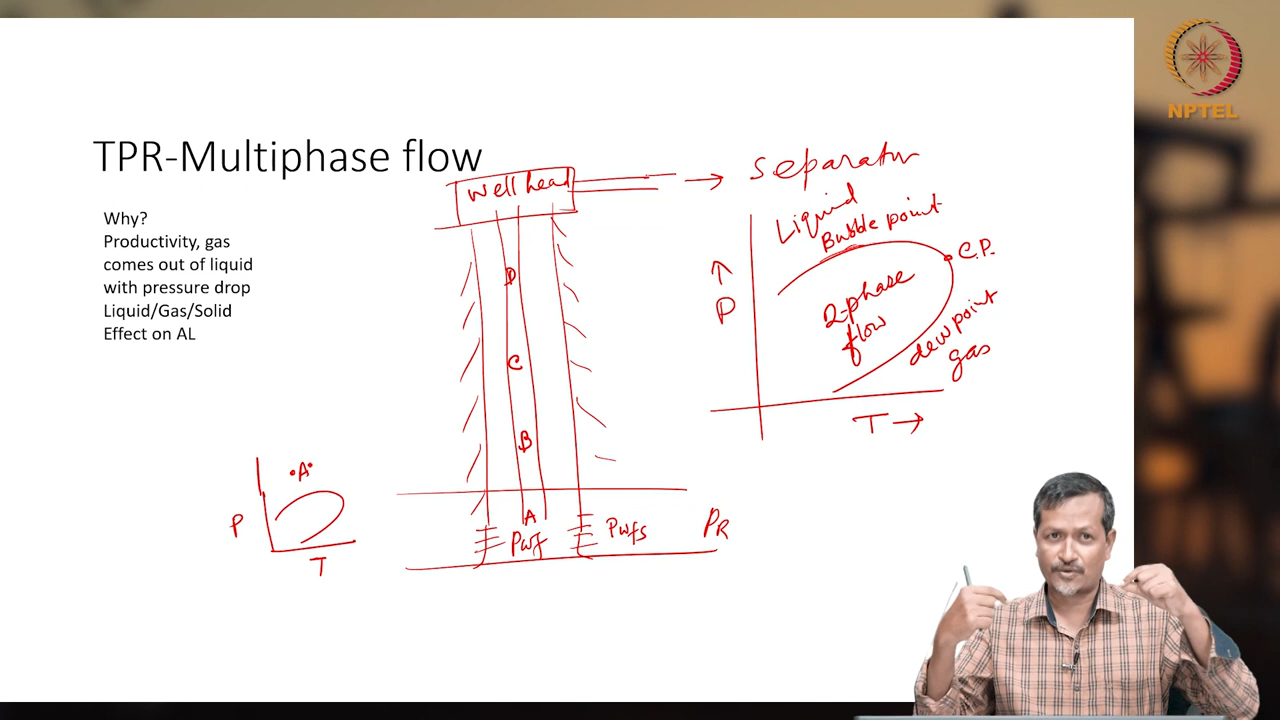 NPTEL
TPR-Multiphase flow
Why?
Productivity, gas
comes out of liquid
with pressure drop
Liquid/Gas/Solid
Effect on AL
Well head
Separator
D
C
B
A
Pwf
Pwfs
PR
Liquid
Bubble point
C.P.
2-phase
flow
dew point
gas
P
T
A
P
T